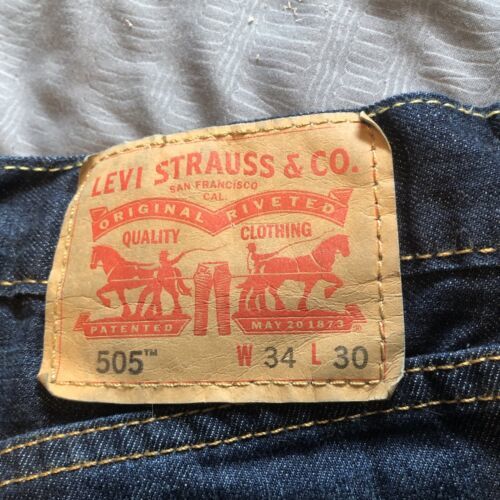 LEVI STRAUSS & CO.
SAN FRANCISCO
CAL.
ORIGINAL RIVETED
QUALITY CLOTHING
PATENTED MAY 20 1873 ®
505™ W 34 L 30